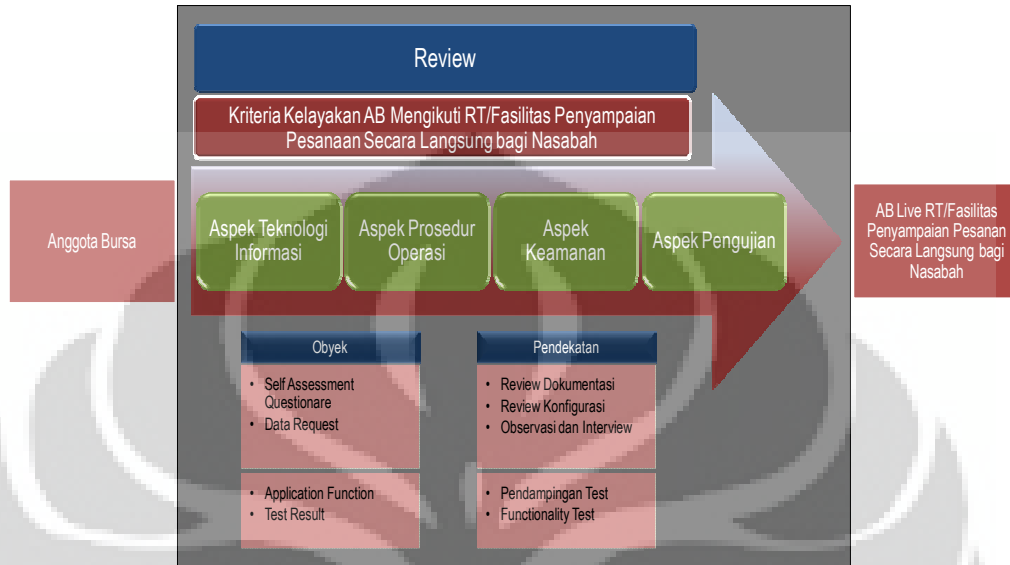 Review
Kriteria Kelayakan AB Mengikuti RT/Fasilitas Penyampaian
Pesanaan Secara Langsung bagi Nasabah
Anggota Bursa
Aspek Teknologi
Informasi
Aspek Prosedur
Operasi
Aspek
Keamanan
Aspek Pengujian
AB Live RT/Fasilitas
Penyampaian Pesanan
Secara Langsung bagi
Nasabah
Obyek
• Self Assessment
Questionare
• Data Request
• Application Function
• Test Result
Pendekatan
• Review Dokumentasi
• Review Konfigurasi
• Observasi dan Interview
• Pendampingan Test
• Functionality Test